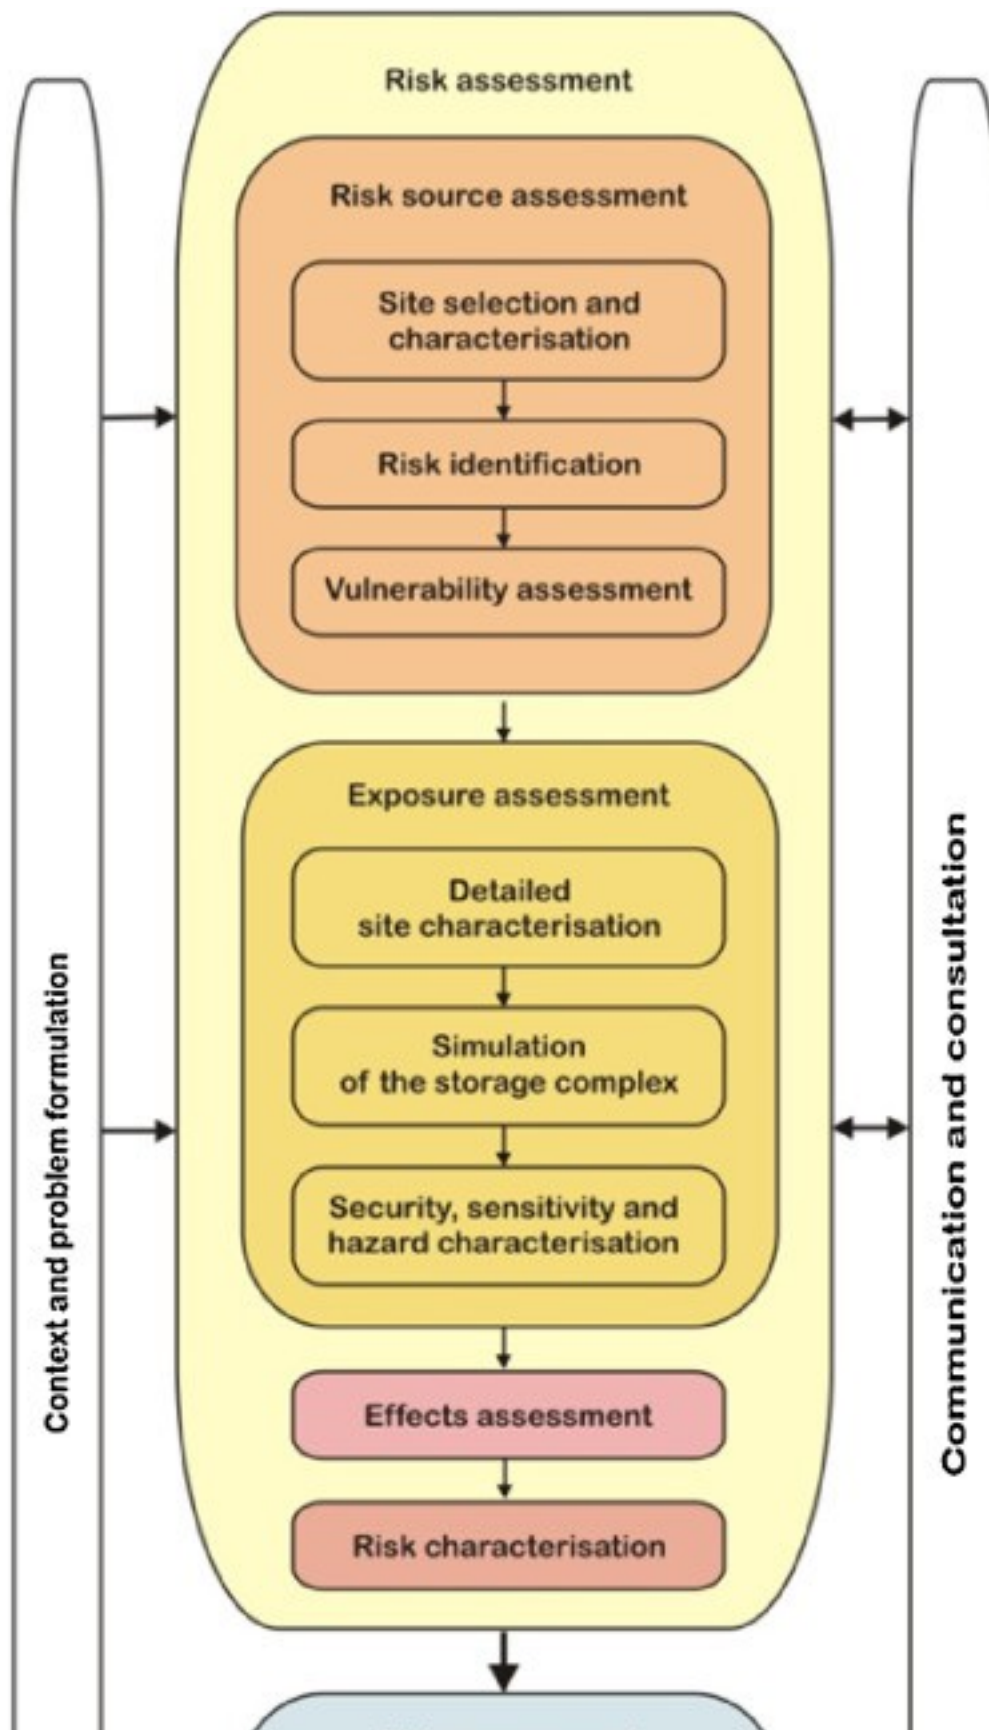 Risk assessment
Risk source assessment
Site selection and
characterisation
Risk identification
Vulnerability assessment
Exposure assessment
Detailed
site characterisation
Simulation
of the storage complex
Security, sensitivity and
hazard characterisation
Effects assessment
Risk characterisation
Context and problem formulation
Communication and consultation